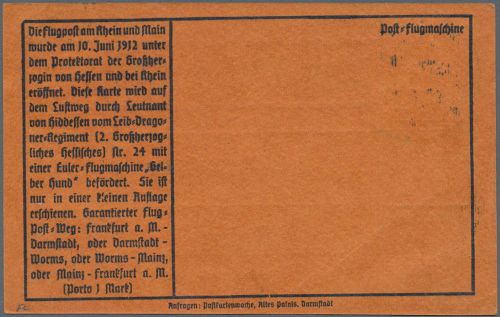 Die Flugpost am Rhein und Main
wurde am 10. Juni 1912 unter
dem Protektorat der Großher-
zogin von Hessen und bei Rhein
eröffnet. Diese Karte wird auf
dem Luftweg durch Leutnant
von Hiddessen vom Leib-Drago-
ner-Regiment (2. Großherzog-
liches Hessisches) Nr. 24 mit
einer Euler-Flugmaschine „Gel-
ber Hund" befördert. Sie ist
nur in einer kleinen Auflage
erschienen. Garantierter Flug-
Post-Weg: Frankfurt a. M. -
Darmstadt, oder Darmstadt -
Worms, oder Worms - Mainz,
oder Mainz - Frankfurt a. M.
(Porto 1 Mark)
Post-Flugmaschine
Anfragen: Postkartenwoche, Altes Palais, Darmstadt